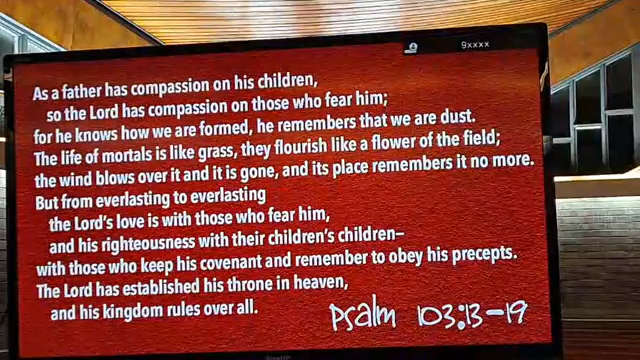 9xxxx
As a father has compassion on his children,
so the Lord has compassion on those who fear him;
for he knows how we are formed, he remembers that we are dust.
The life of mortals is like grass, they flourish like a flower of the field;
the wind blows over it and it is gone, and its place remembers it no more.
But from everlasting to everlasting
the Lord's love is with those who fear him,
and his righteousness with their children's children–
with those who keep his covenant and remember to obey his precepts.
The Lord has established his throne in heaven,
and his kingdom rules over all.
Psalm 103:13-19